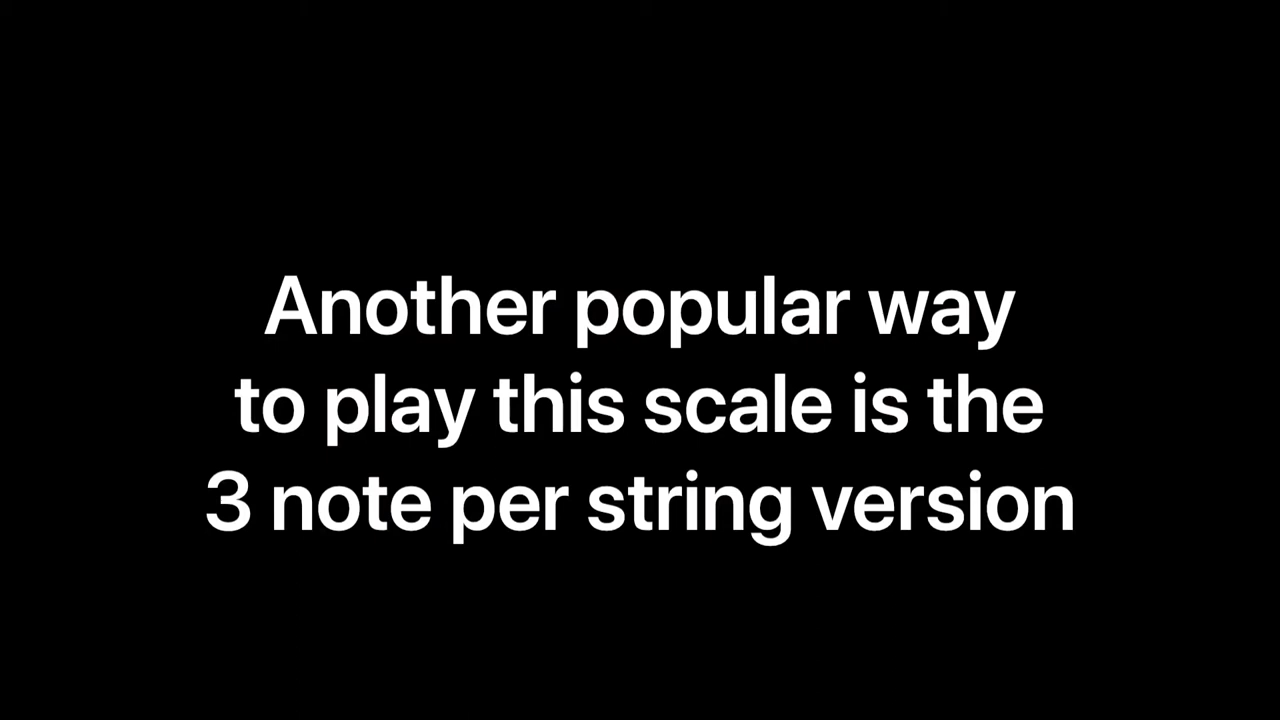 Another popular way
to play this scale is the
3 note per string version